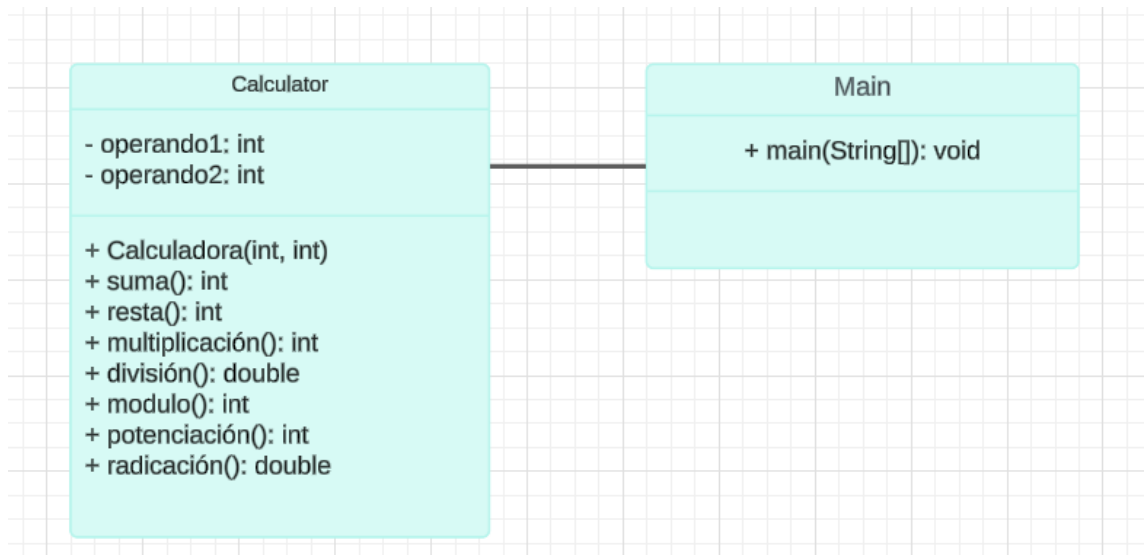 Calculator
- operando1: int
- operando2: int
+ Calculadora(int, int)
+ suma(): int
+ resta(): int
+ multiplicación(): int
+ división(): double
+ modulo(): int
+ potenciación(): int
+ radicación(): double
Main
+ main(String[]): void